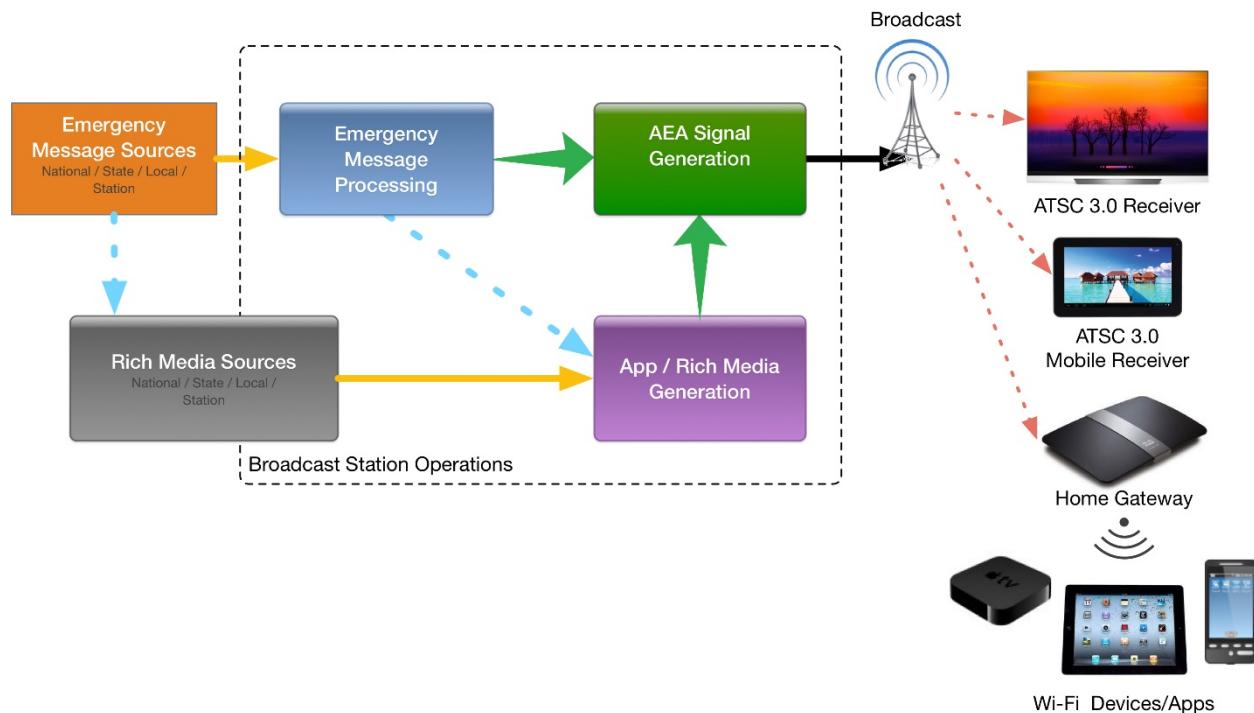 Broadcast
Emergency
Message Sources
National / State / Local /
Station
Emergency
Message
Processing
AEA Signal
Generation
ATSC 3.0 Receiver
Rich Media Sources
National / State / Local /
Station
App / Rich Media
Generation
ATSC 3.0
Mobile Receiver
Broadcast Station Operations
Home Gateway
tv
Wi-Fi Devices/Apps